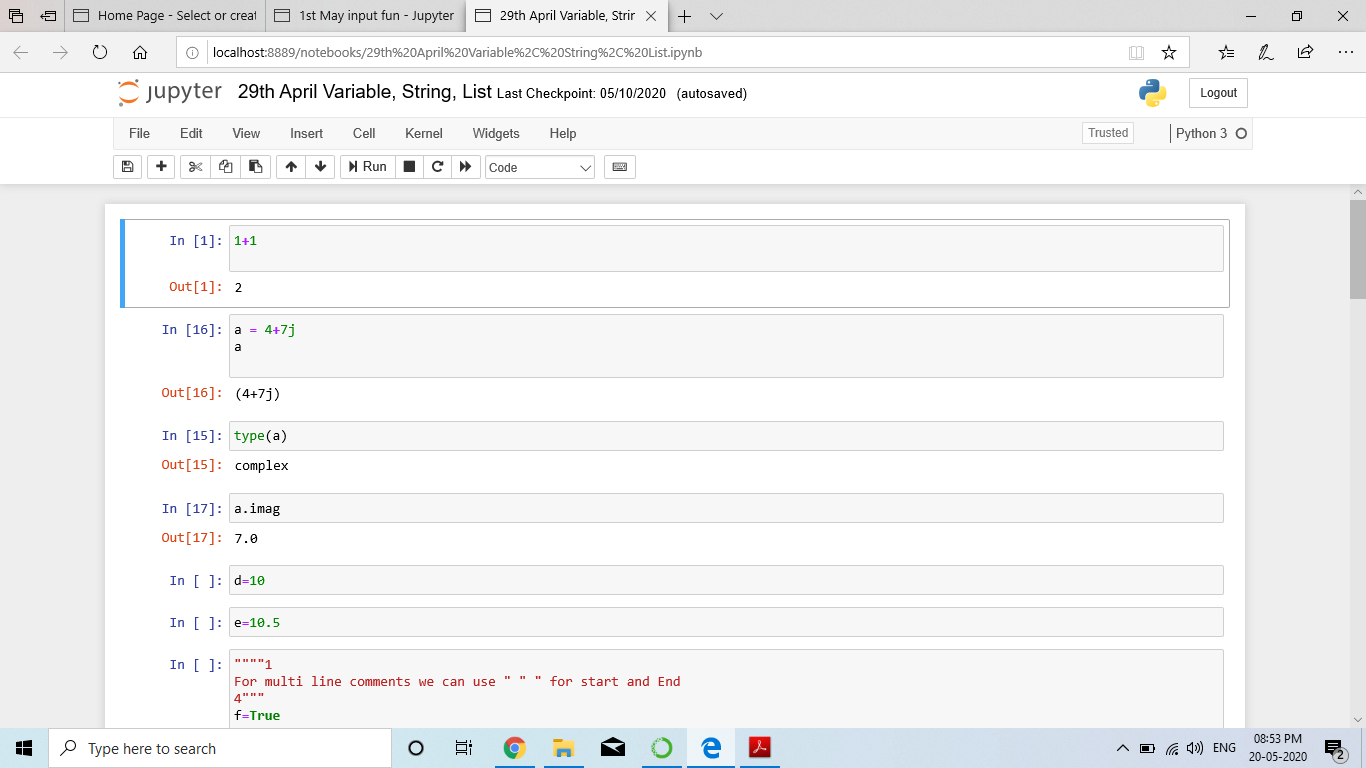 Home Page - Select or creat
1st May input fun - Jupyter
29th April Variable, Strin
localhost:8889/notebooks/29th%20April%20Variable%2C%20String%2C%20List.ipynb
jupyter 29th April Variable, String, List Last Checkpoint: 05/10/2020 (autosaved)
Logout
File Edit View Insert Cell Kernel Widgets Help
Trusted
Python 3
Run
Code
In [1]: 1+1
Out[1]: 2
In [16]: a = 4+7j
a
Out[16]: (4+7j)
In [15]: type(a)
Out[15]: complex
In [17]: a.imag
Out[17]: 7.0
In [ ]: d=10
In [ ]: e=10.5
In [ ]: """"1
For multi line comments we can use " " " for start and End
4"""
f=True
Type here to search
ENG
08:53 PM
20-05-2020
2